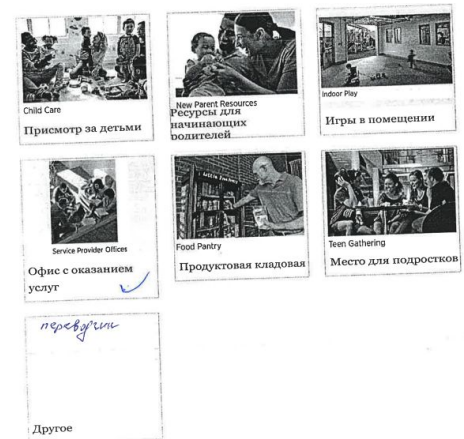 Child Care
Присмотр за детьми
New Parent Resources
Ресурсы для
начинающих
родителей
Indoor Play
Игры в помещении
Service Provider Offices
Офис с оказанием
услуг
Food Pantry
Продуктовая кладовая
Teen Gathering
Место для подростков
переводчик
Другое